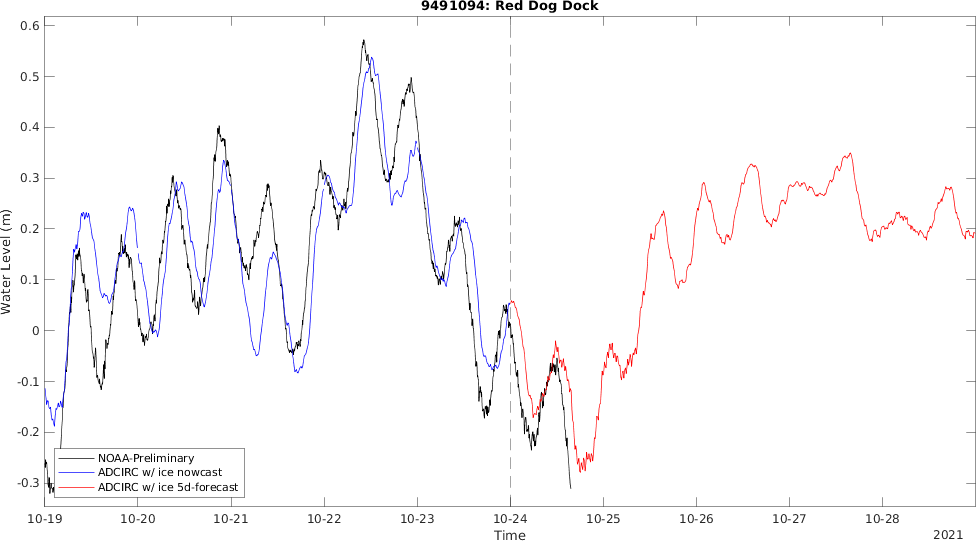 9491094: Red Dog Dock
0.6
0.5
0.4
0.3
0.2
0.1
0
-0.1
-0.2
-0.3
Water Level (m)
NOAA-Preliminary
ADCIRC w/ ice nowcast
ADCIRC w/ ice 5d-forecast
10-19 10-20 10-21 10-22 10-23 10-24 10-25 10-26 10-27 10-28
Time
2021